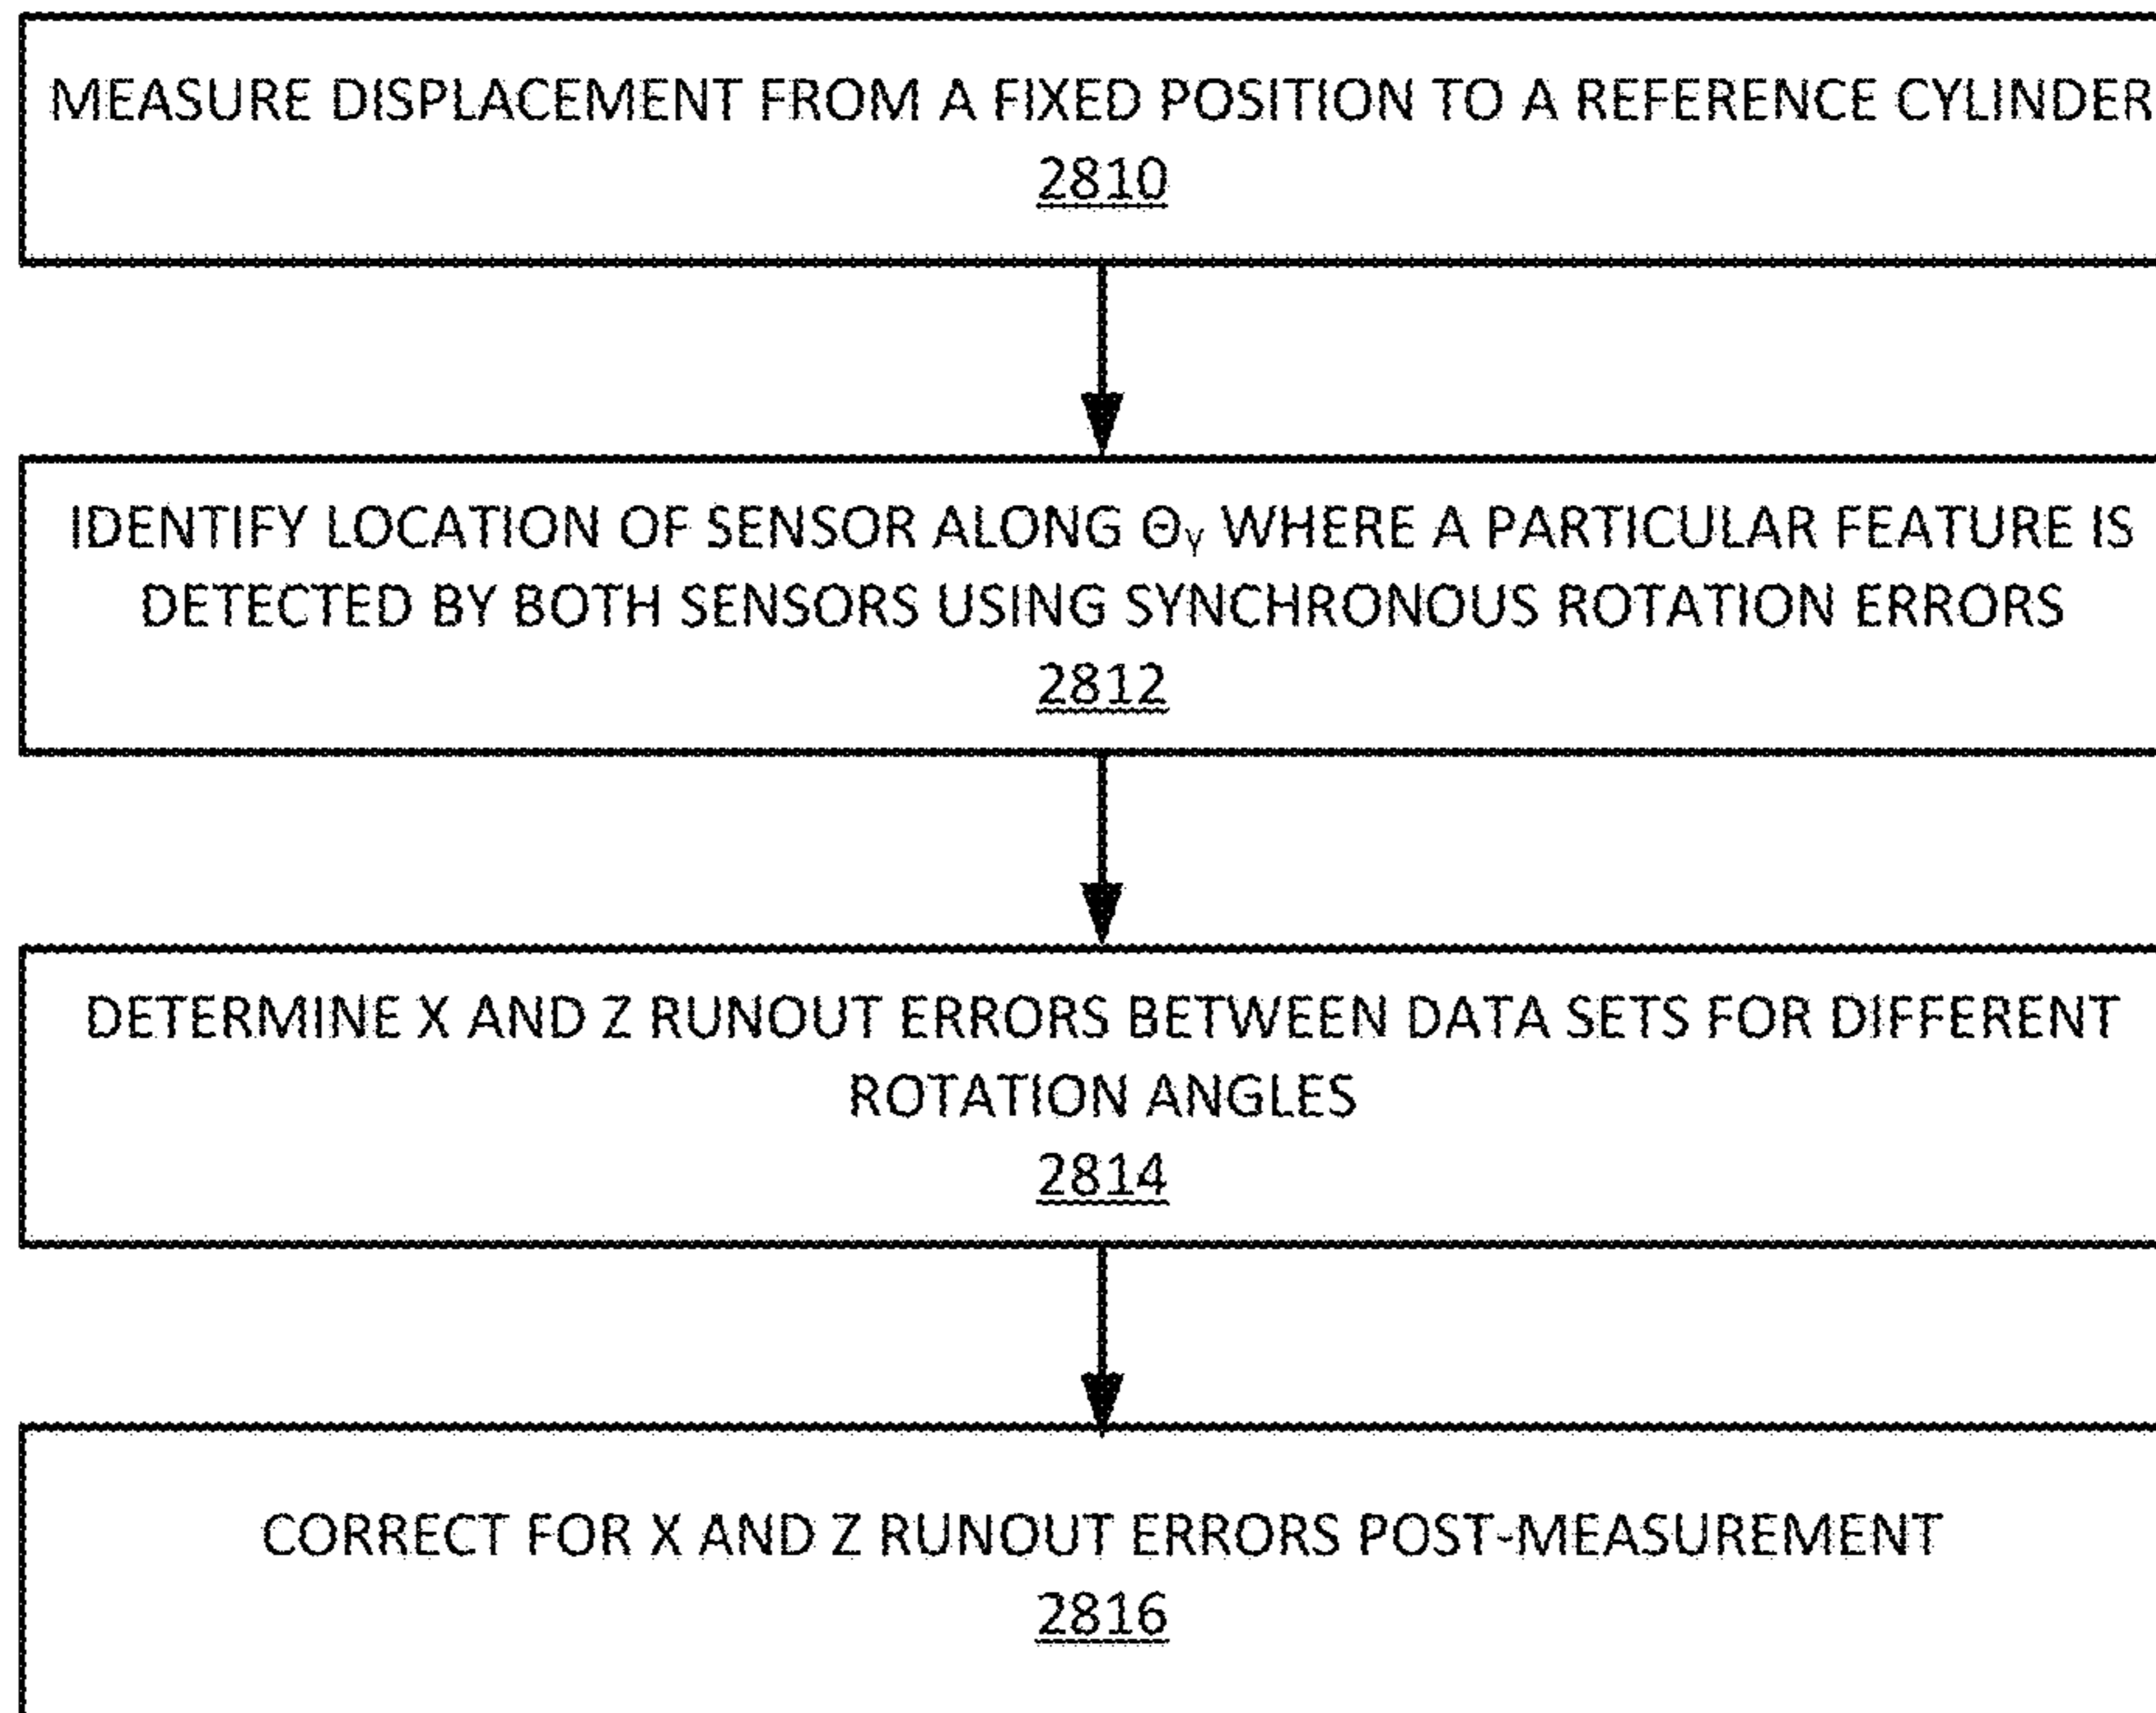 MEASURE DISPLACEMENT FROM A FIXED POSITION TO A REFERENCE CYLINDER
2810
IDENTIFY LOCATION OF SENSOR ALONG Θᵧ WHERE A PARTICULAR FEATURE IS
DETECTED BY BOTH SENSORS USING SYNCHRONOUS ROTATION ERRORS
2812
DETERMINE X AND Z RUNOUT ERRORS BETWEEN DATA SETS FOR DIFFERENT
ROTATION ANGLES
2814
CORRECT FOR X AND Z RUNOUT ERRORS POST-MEASUREMENT
2816